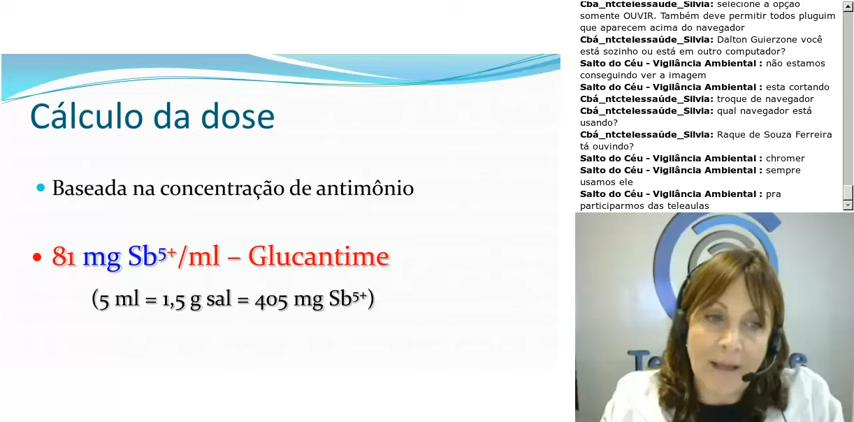 Cálculo da dose
Baseada na concentração de antimônio
81 mg Sb5+/ml – Glucantime
(5 ml = 1,5 g sal = 405 mg Sb5+)
Cbá_ntctelessaúde_Silvia: selecione a opção
somente OUVIR. Também deve permitir todos pluguim
que aparecem acima do navegador
Cbá_ntctelessaúde_Silvia: Dalton Guierzone você
está sozinho ou está em outro computador?
Salto do Céu - Vigilância Ambiental : não estamos
conseguindo ver a imagem
Salto do Céu - Vigilância Ambiental : esta cortando
Cbá_ntctelessaúde_Silvia: troque de navegador
Cbá_ntctelessaúde_Silvia: qual navegador está
usando?
Cbá_ntctelessaúde_Silvia: Raque de Souza Ferreira
tá ouvindo?
Salto do Céu - Vigilância Ambiental : chromer
Salto do Céu - Vigilância Ambiental : sempre
usamos ele
Salto do Céu - Vigilância Ambiental : pra
participarmos das teleaulas